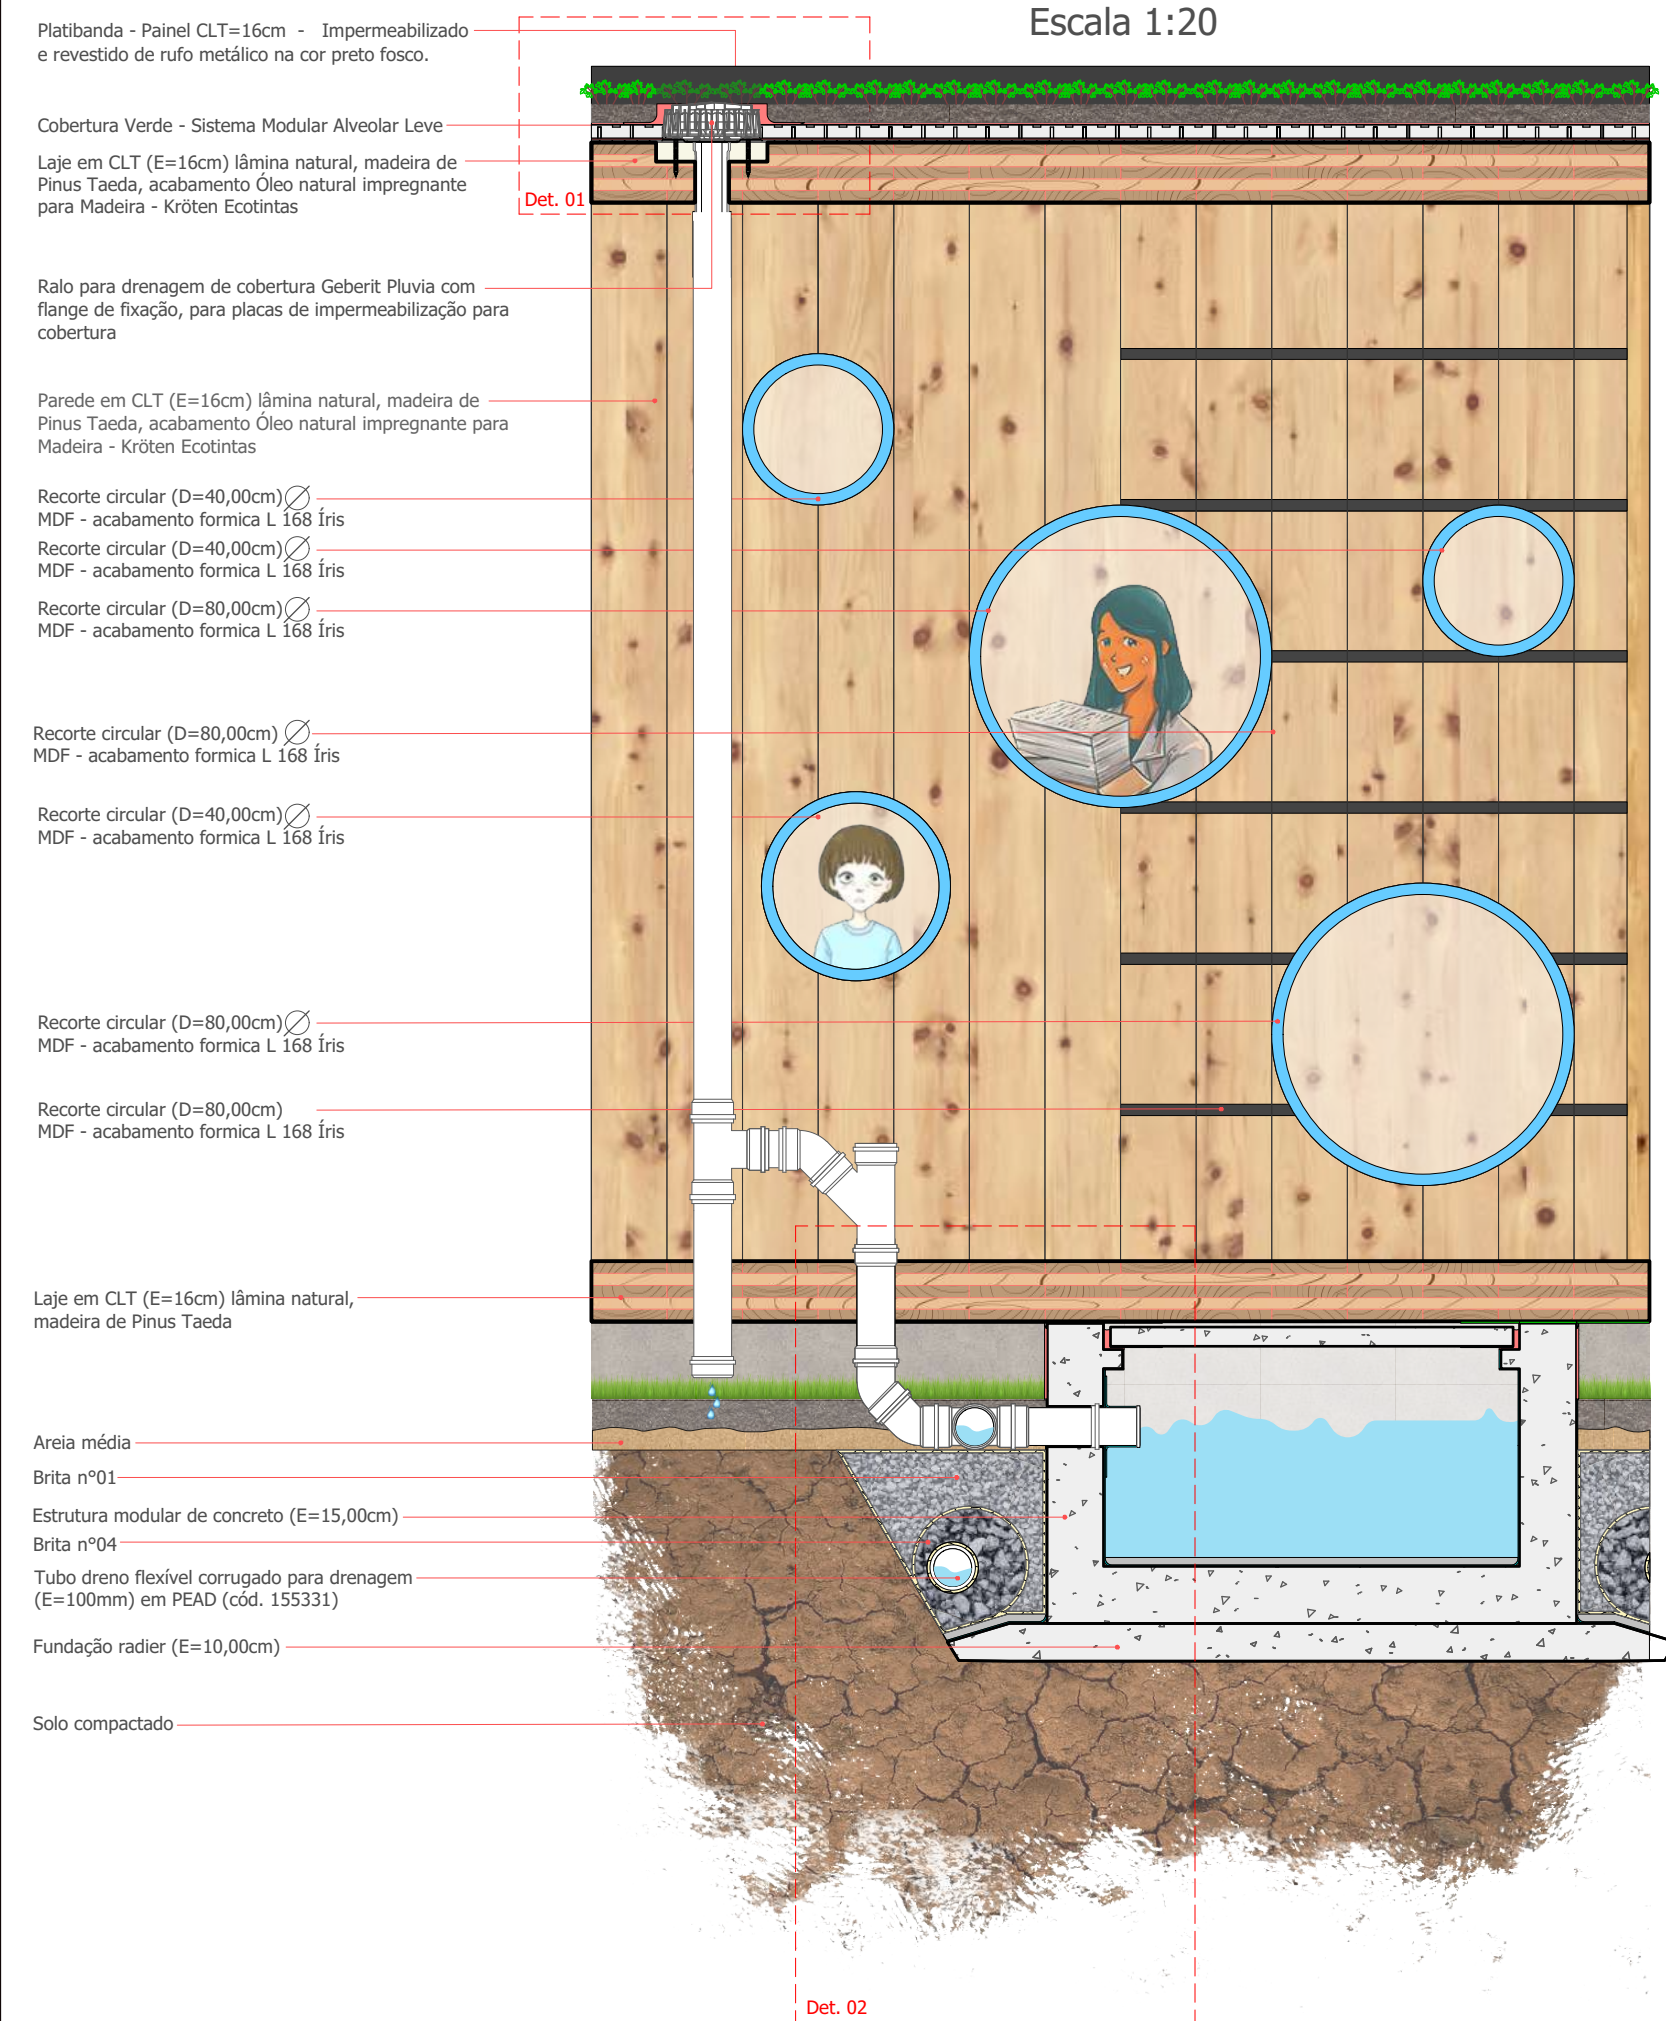 Escala 1:20
Platibanda - Painel CLT=16cm - Impermeabilizado
e revestido de rufo metálico na cor preto fosco.
Cobertura Verde - Sistema Modular Alveolar Leve
Laje em CLT (E=16cm) lâmina natural, madeira de
Pinus Taeda, acabamento Óleo natural impregnante
para Madeira - Kröten Ecotintas
Det. 01
Ralo para drenagem de cobertura Geberit Pluvia com
flange de fixação, para placas de impermeabilização para
cobertura
Parede em CLT (E=16cm) lâmina natural, madeira de
Pinus Taeda, acabamento Óleo natural impregnante para
Madeira - Kröten Ecotintas
Recorte circular (D=40,00cm)
MDF - acabamento formica L 168 Íris
Recorte circular (D=40,00cm)
MDF - acabamento formica L 168 Íris
Recorte circular (D=80,00cm)
MDF - acabamento formica L 168 Íris
Recorte circular (D=80,00cm)
MDF - acabamento formica L 168 Íris
Recorte circular (D=40,00cm)
MDF - acabamento formica L 168 Íris
Recorte circular (D=80,00cm)
MDF - acabamento formica L 168 Íris
Recorte circular (D=80,00cm)
MDF - acabamento formica L 168 Íris
Laje em CLT (E=16cm) lâmina natural,
madeira de Pinus Taeda
Areia média
Brita nº01
Estrutura modular de concreto (E=15,00cm)
Brita nº04
Tubo dreno flexível corrugado para drenagem
(E=100mm) em PEAD (cód. 155331)
Fundação radier (E=10,00cm)
Solo compactado
Det. 02